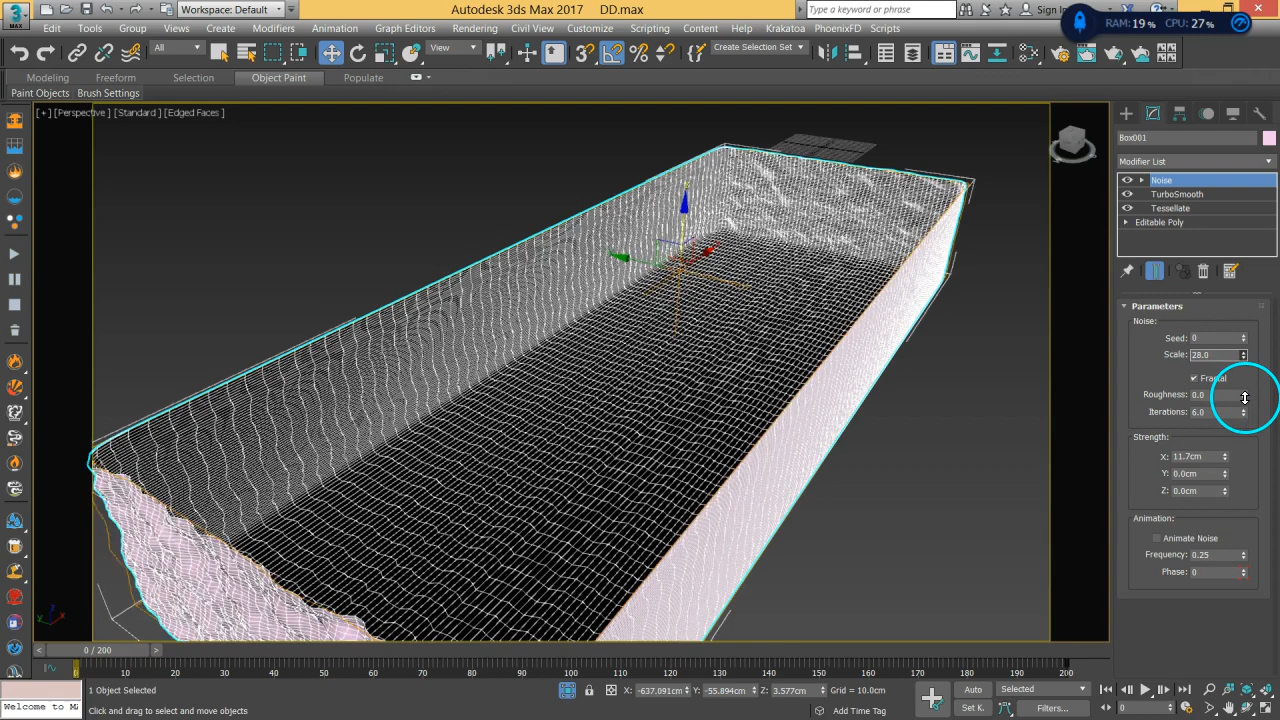 3
MAX
Workspace: Default
Autodesk 3ds Max 2017 DD.max
Type a keyword or phrase
Sign In
RAM: 19 % CPU: 27 %
Edit Tools Group Views Create Modifiers Animation Graph Editors Rendering Civil View Customize Scripting Content Help Krakatoa PhoenixFD Scripts
All
View
Create Selection Set
Modeling Freeform Selection Object Paint Populate
Paint Objects Brush Settings
[ + ] [Perspective ] [Standard ] [Edged Faces ]
Box001
Modifier List
Noise
TurboSmooth
Tessellate
Editable Poly
Parameters
Noise:
Seed: 0
Scale: 28.0
Fractal
Roughness: 0.0
Iterations: 6.0
Strength:
X: 11.7cm
Y: 0.0cm
Z: 0.0cm
Animation:
Animate Noise
Frequency: 0.25
Phase: 0
z
y
x
< 0 / 200 >
0 10 20 30 40 50 60 70 80 90 100 110 120 130 140 150 160 170 180 190 200
1 Object Selected
X: -637.091cm Y: -55.894cm Z: 3.577cm Grid = 10.0cm
Auto Selected
Welcome to M
Click and drag to select and move objects
Add Time Tag
Set K. Filters... 0